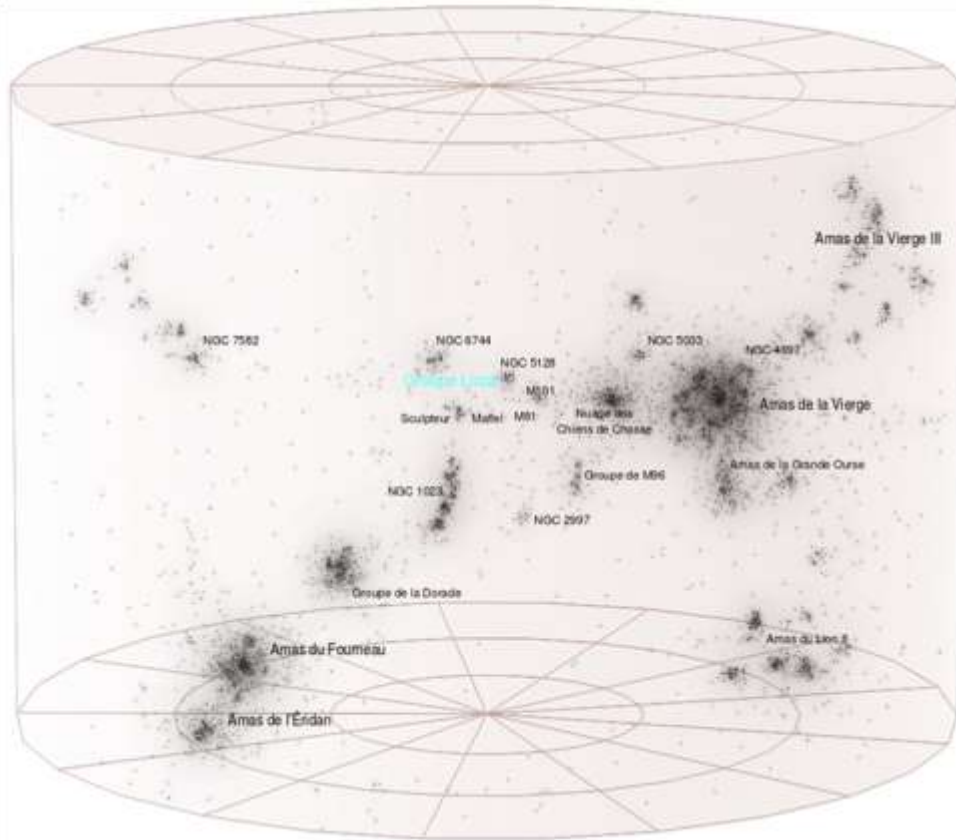 Amas de la Vierge III
NGC 7582
NGC 6744
NGC 5033
NGC 4697
NGC 5128
Groupe Local
M101
Amas de la Vierge
Sculpteur
Maffei
M81
Nuage des
Chiens de Chasse
Amas de la Grande Ourse
Groupe de M96
NGC 1023
NGC 2997
Groupe de la Dorade
Amas du Lion II
Amas du Fourneau
Amas de l'Éridan